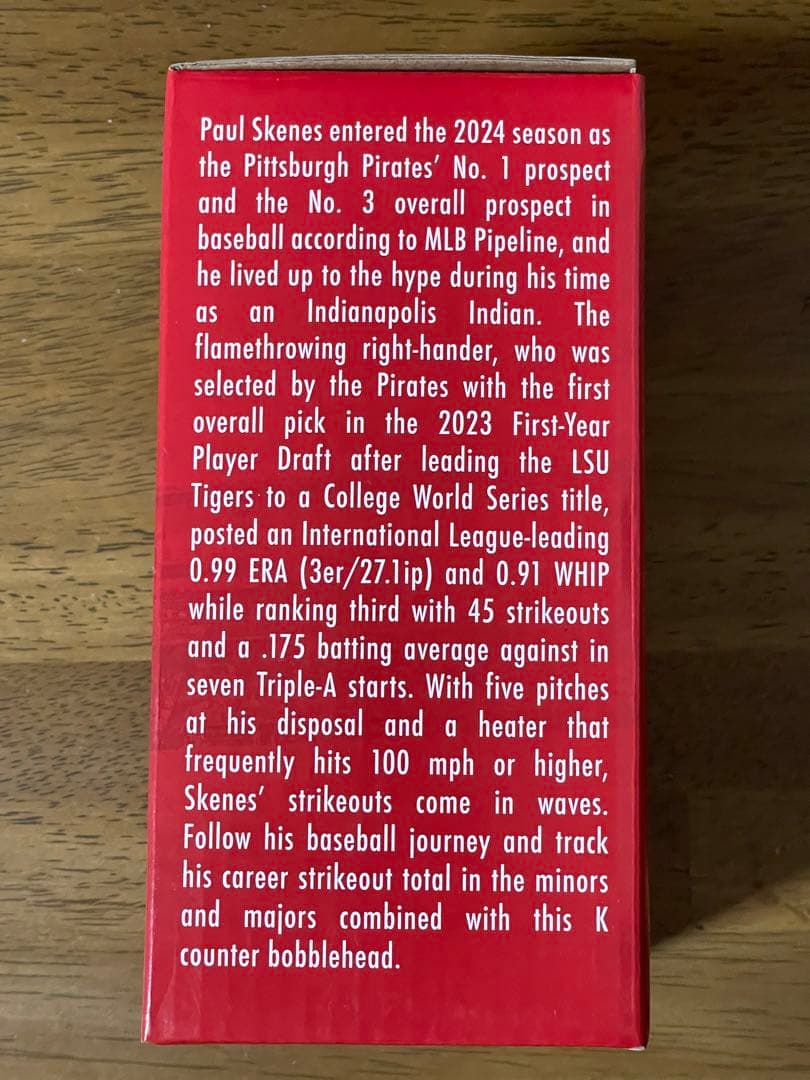 Paul Skenes entered the 2024 season as
the Pittsburgh Pirates’ No. 1 prospect
and the No. 3 overall prospect in
baseball according to MLB Pipeline, and
he lived up to the hype during his time
as an Indianapolis Indian. The
flamethrowing right-hander, who was
selected by the Pirates with the first
overall pick in the 2023 First-Year
Player Draft after leading the LSU
Tigers to a College World Series title,
posted an International League-leading
0.99 ERA (3er/27.1ip) and 0.91 WHIP
while ranking third with 45 strikeouts
and a .175 batting average against in
seven Triple-A starts. With five pitches
at his disposal and a heater that
frequently hits 100 mph or higher,
Skenes’ strikeouts come in waves.
Follow his baseball journey and track
his career strikeout total in the minors
and majors combined with this K
counter bobblehead.